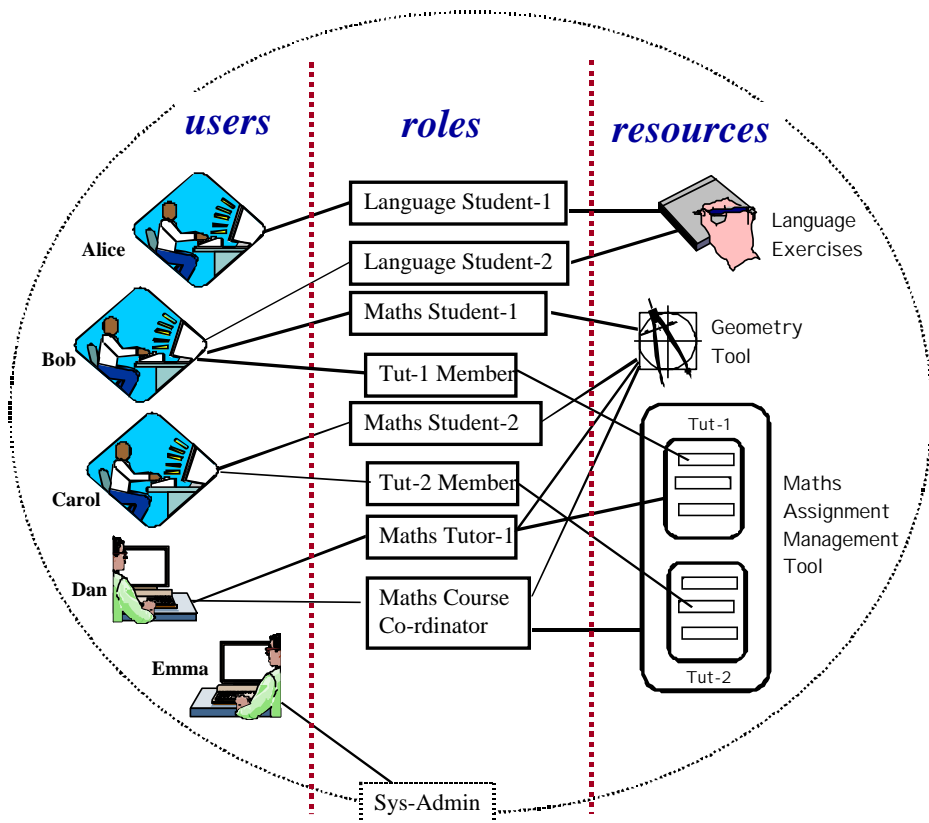 users
roles
resources
Alice
Language Student-1
Language
Exercises
Language Student-2
Bob
Maths Student-1
Geometry
Tool
Tut-1 Member
Carol
Maths Student-2
Tut-1
Tut-2 Member
Maths
Assignment
Management
Tool
Maths Tutor-1
Dan
Maths Course
Co-rdinator
Emma
Tut-2
Sys-Admin